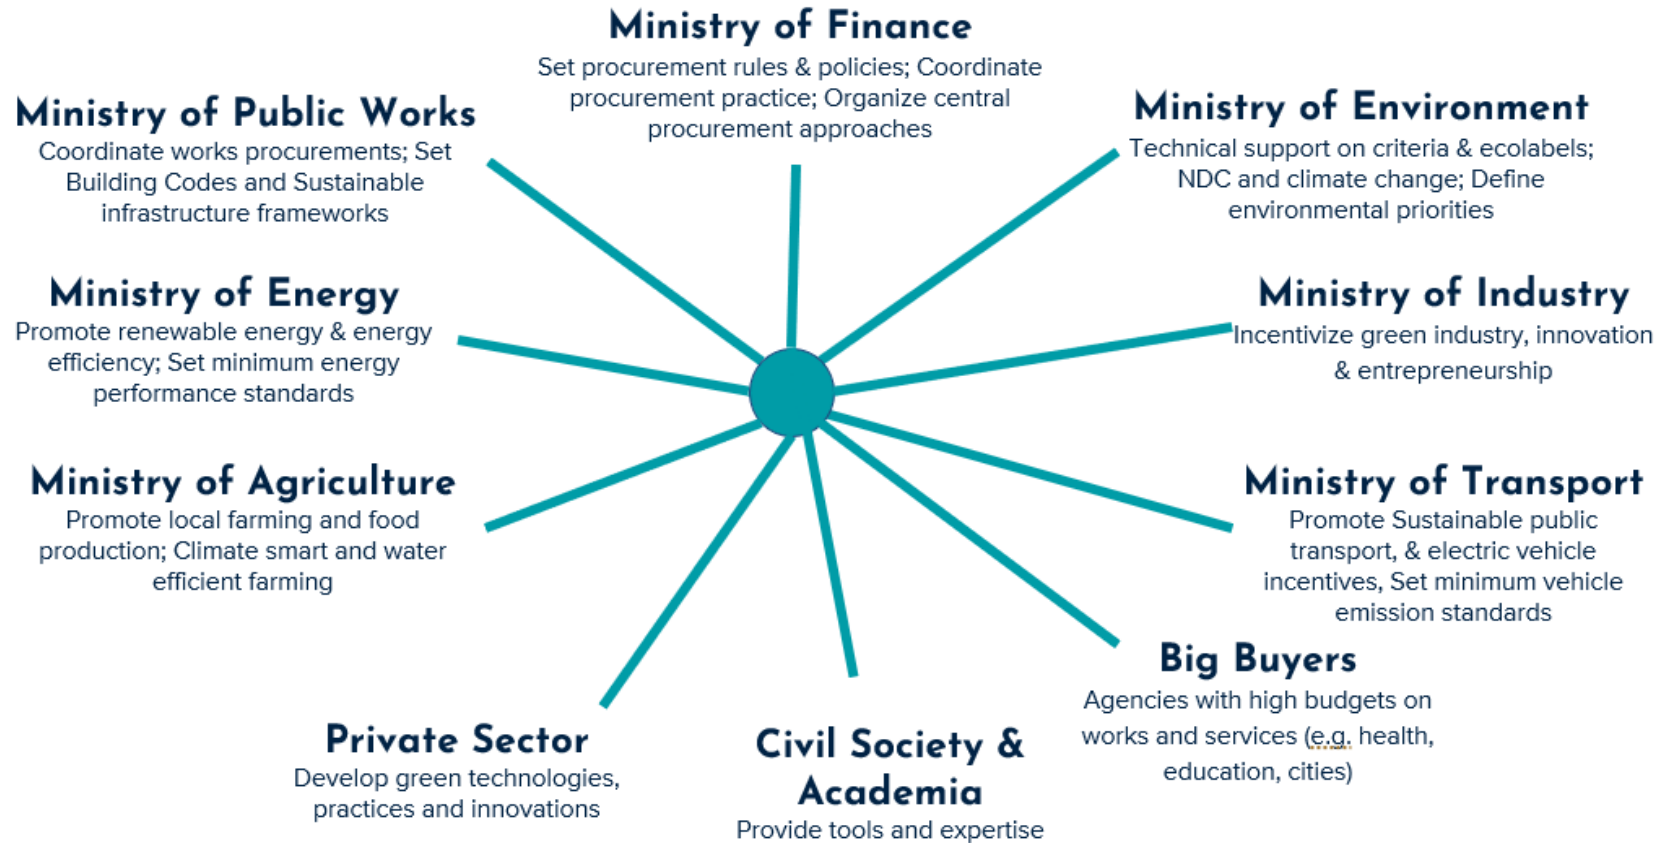 Ministry of Finance
Set procurement rules & policies; Coordinate
procurement practice; Organize central
procurement approaches
Ministry of Public Works
Coordinate works procurements; Set
Building Codes and Sustainable
infrastructure frameworks
Ministry of Environment
Technical support on criteria & ecolabels;
NDC and climate change; Define
environmental priorities
Ministry of Energy
Promote renewable energy & energy
efficiency; Set minimum energy
performance standards
Ministry of Industry
Incentivize green industry, innovation
& entrepreneurship
Ministry of Agriculture
Promote local farming and food
production; Climate smart and water
efficient farming
Ministry of Transport
Promote Sustainable public
transport, & electric vehicle
incentives, Set minimum vehicle
emission standards
Big Buyers
Agencies with high budgets on
works and services (e.g. health,
education, cities)
Private Sector
Develop green technologies,
practices and innovations
Civil Society &
Academia
Provide tools and expertise